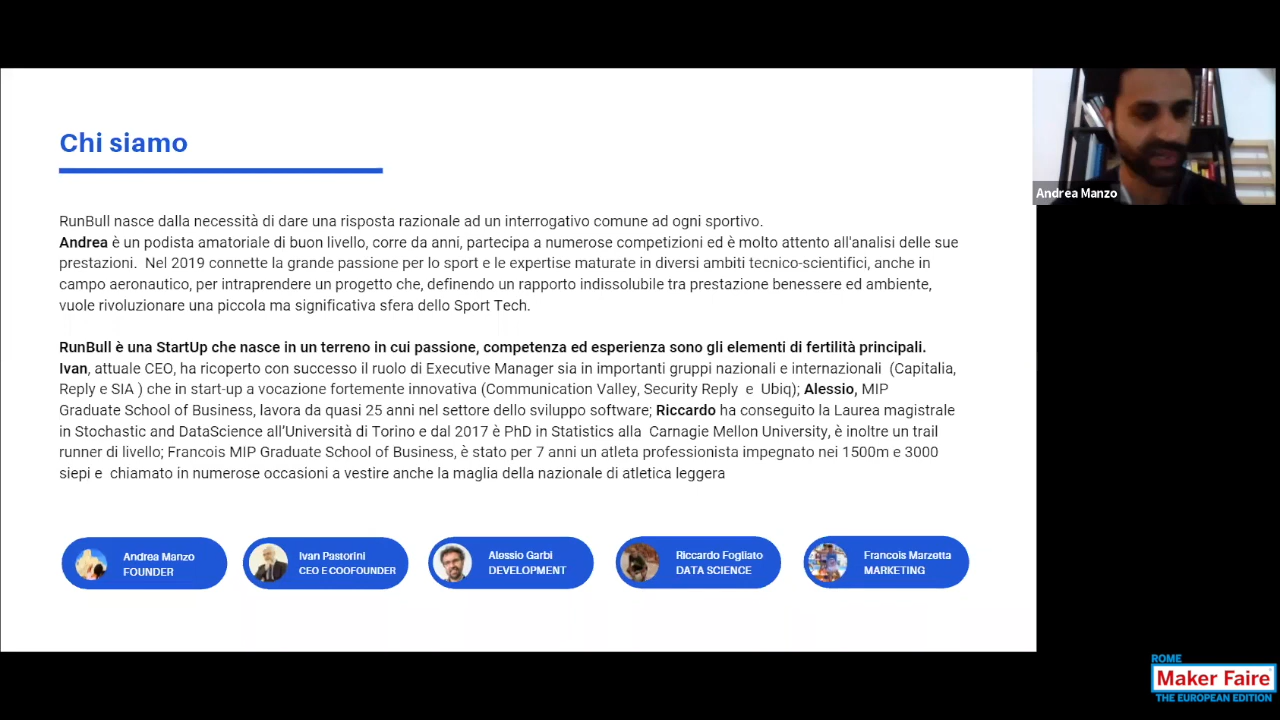 Chi siamo
RunBull nasce dalla necessità di dare una risposta razionale ad un interrogativo comune ad ogni sportivo.
Andrea è un podista amatoriale di buon livello, corre da anni, partecipa a numerose competizioni ed è molto attento all'analisi delle sue
prestazioni. Nel 2019 connette la grande passione per lo sport e le expertise maturate in diversi ambiti tecnico-scientifici, anche in
campo aeronautico, per intraprendere un progetto che, definendo un rapporto indissolubile tra prestazione benessere ed ambiente,
vuole rivoluzionare una piccola ma significativa sfera dello Sport Tech.
RunBull è una StartUp che nasce in un terreno in cui passione, competenza ed esperienza sono gli elementi di fertilità principali.
Ivan, attuale CEO, ha ricoperto con successo il ruolo di Executive Manager sia in importanti gruppi nazionali e internazionali (Capitalia,
Reply e SIA ) che in start-up a vocazione fortemente innovativa (Communication Valley, Security Reply e Ubiq); Alessio, MIP
Graduate School of Business, lavora da quasi 25 anni nel settore dello sviluppo software; Riccardo ha conseguito la Laurea magistrale
in Stochastic and DataScience all'Università di Torino e dal 2017 è PhD in Statistics alla Carnagie Mellon University, è inoltre un trail
runner di livello; Francois MIP Graduate School of Business, è stato per 7 anni un atleta professionista impegnato nei 1500m e 3000
siepi e chiamato in numerose occasioni a vestire anche la maglia della nazionale di atletica leggera
Andrea Manzo
FOUNDER
Ivan Pastorini
CEO E COOFOUNDER
Alessio Garbi
DEVELOPMENT
Riccardo Fogliato
DATA SCIENCE
Francois Marzetta
MARKETING
Andrea Manzo
ROME
Maker Faire
THE EUROPEAN EDITION